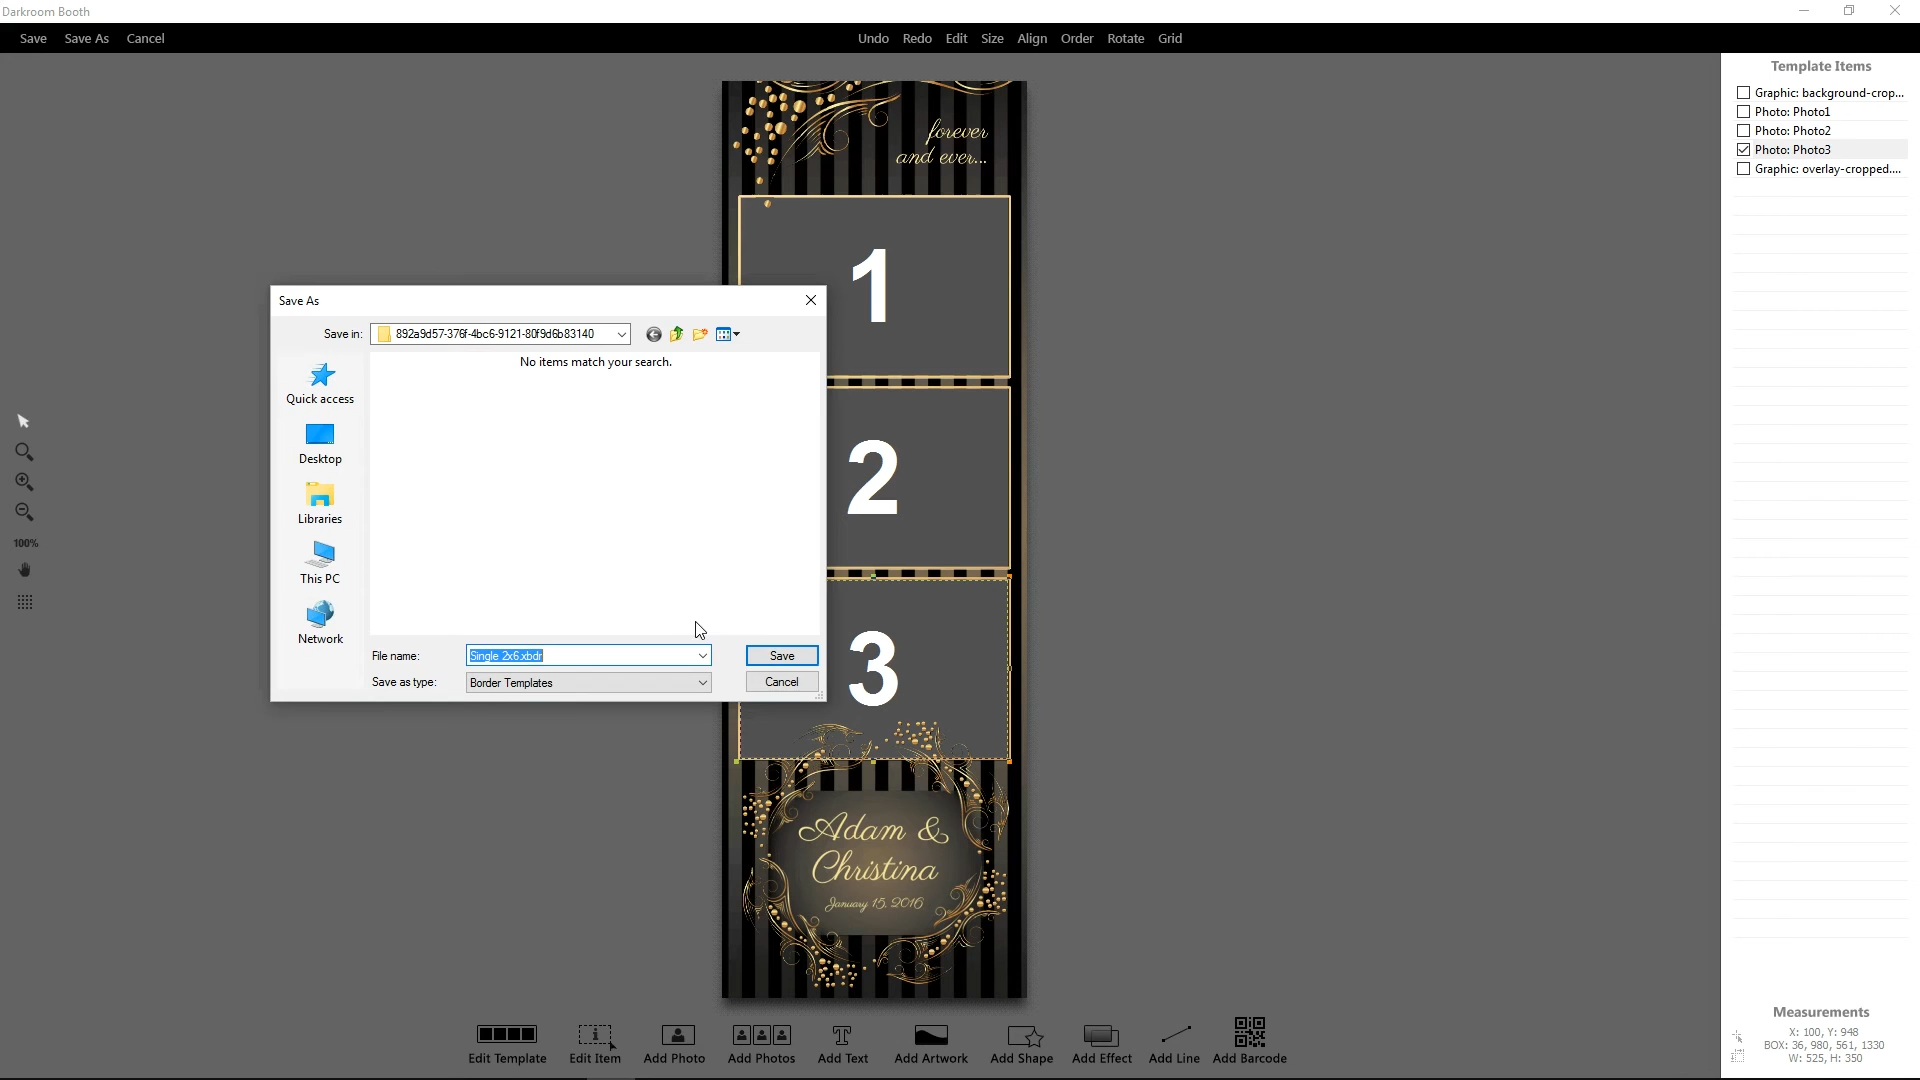 Darkroom Booth
Save Save As Cancel Undo Redo Edit Size Align Order Rotate Grid
Template Items
Graphic: background-crop...
Photo: Photo1
Photo: Photo2
Photo: Photo3
Graphic: overlay-cropped....
forever
and ever...
1
2
3
Adam &
Christina
January 15, 2016
Save As
Save in: 892a9d57-376f-4bc6-9121-80f9d6b83140
No items match your search.
Quick access
Desktop
Libraries
This PC
Network
File name: Single 2x6.xbdr Save
Save as type: Border Templates Cancel
100%
Edit Template Edit Item Add Photo Add Photos Add Text Add Artwork Add Shape Add Effect Add Line Add Barcode
Measurements
X: 100, Y: 948
BOX: 36, 980, 561, 1330
W: 525, H: 350